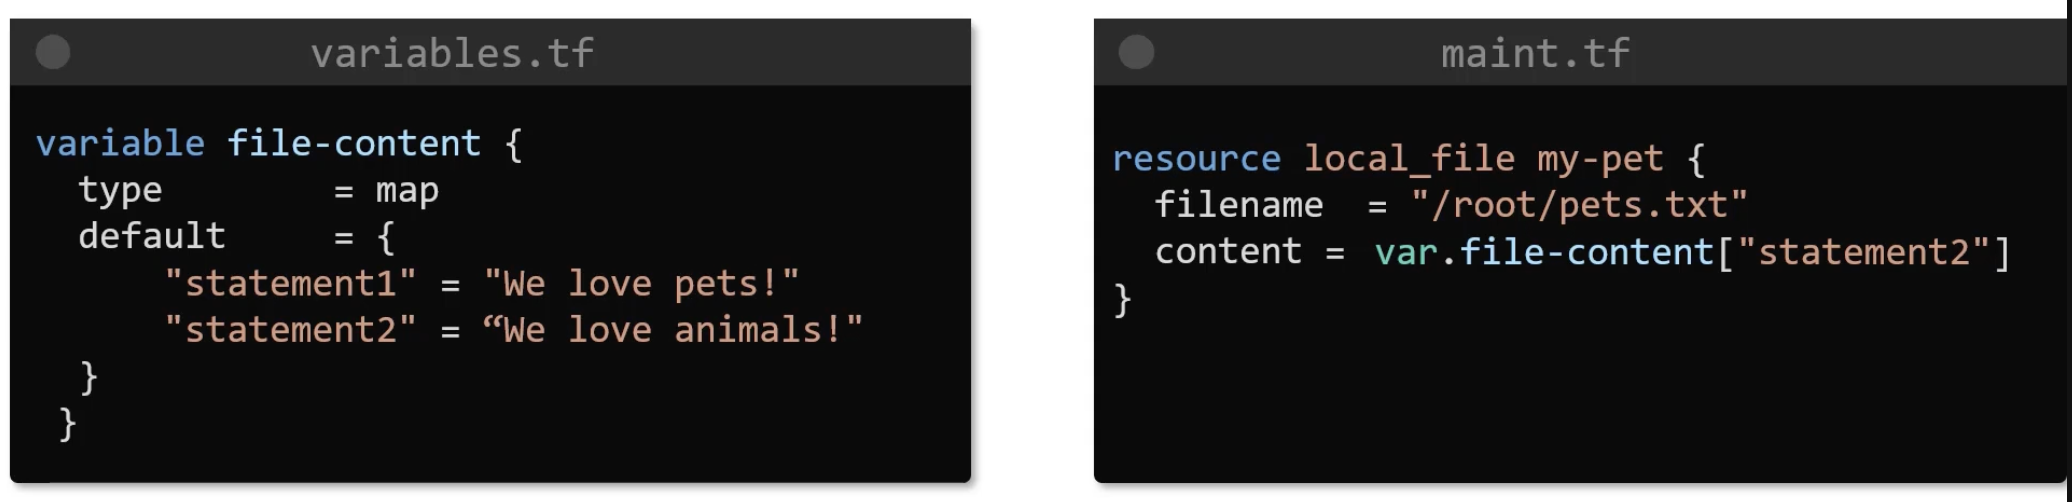 variables.tf
variable file-content {
  type        = map
  default     = {
      "statement1" = "We love pets!"
      "statement2" = “We love animals!"
  }
 }
maint.tf
resource local_file my-pet {
  filename  = "/root/pets.txt"
  content = var.file-content["statement2"]
}